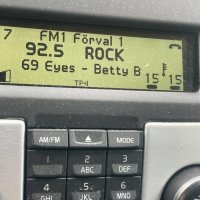 7 FM1 Förval 1
92.5 ROCK
69 Eyes - Betty B
TP 15 15
AM/FM MODE
1 2 ABC 3 DEF
4 GHI 5 JKL 6 MNO